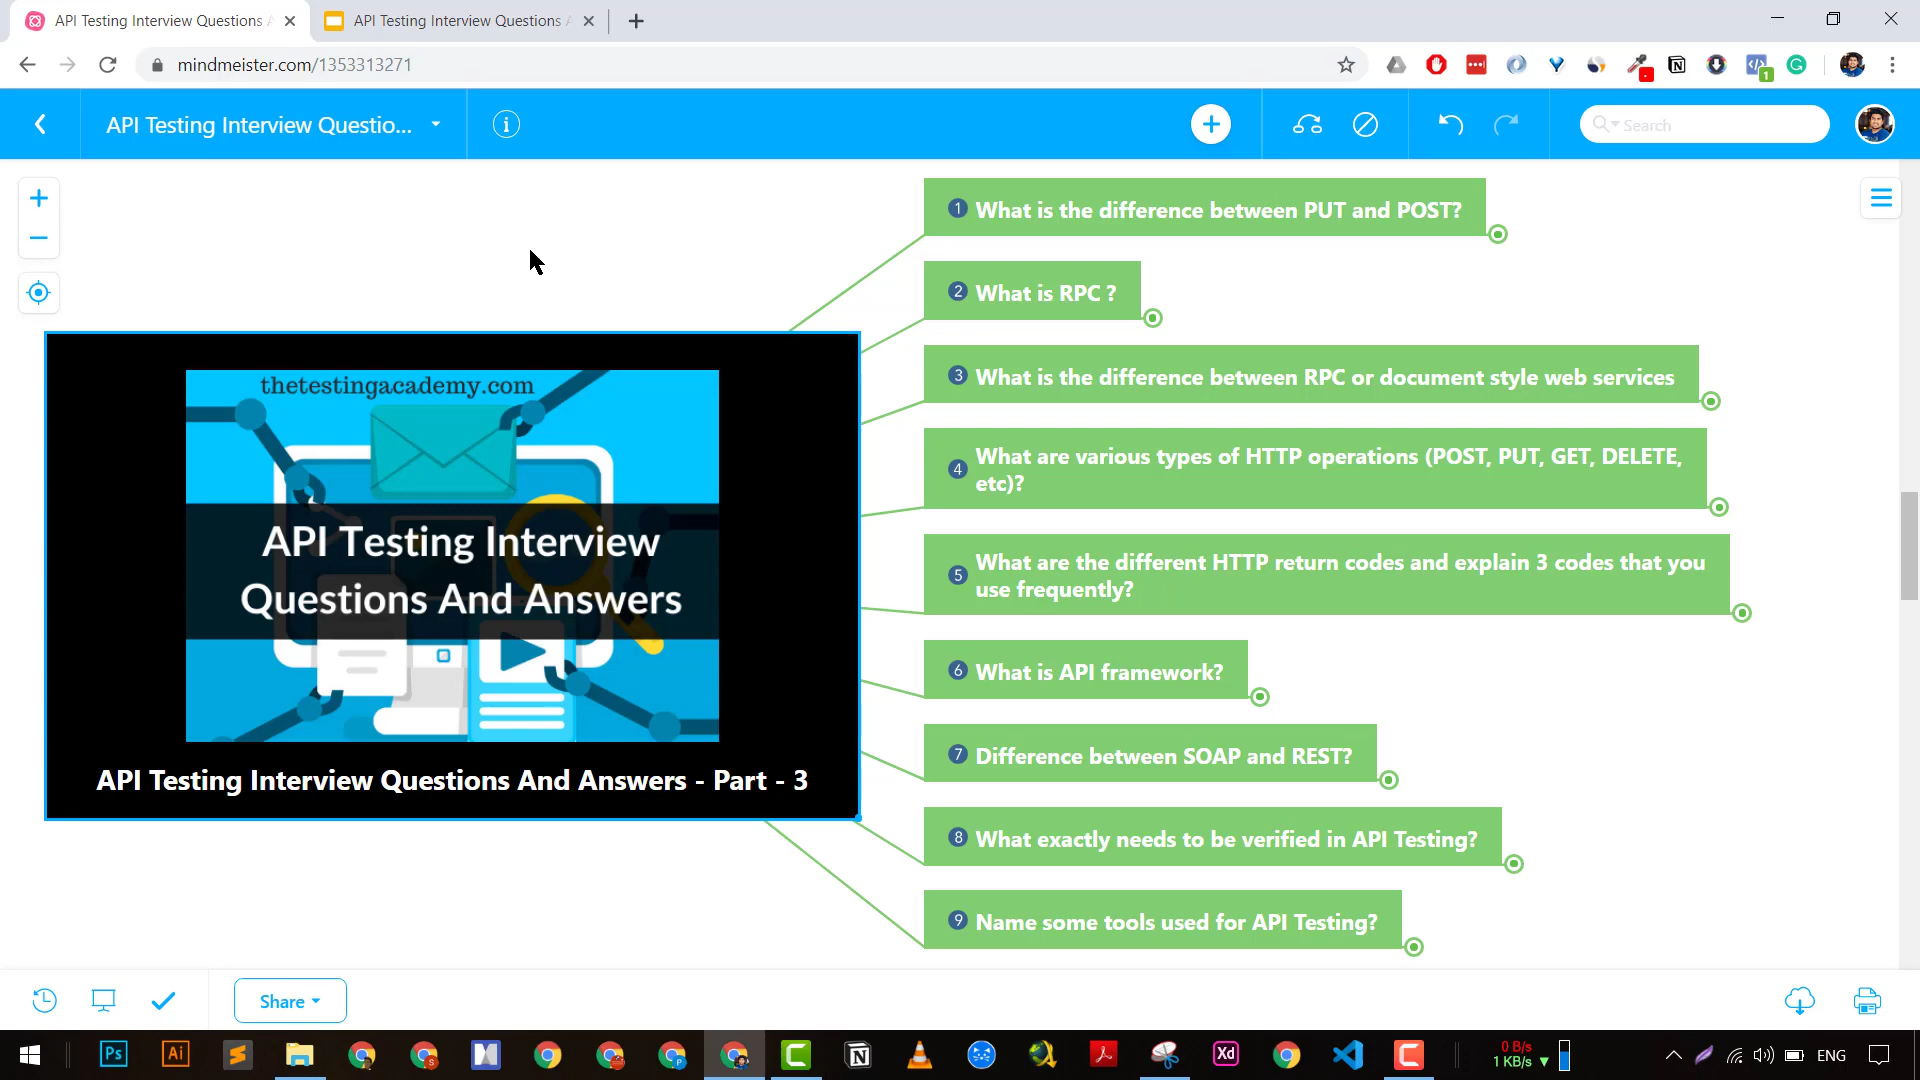 API Testing Interview Questions A
API Testing Interview Questions A
mindmeister.com/1353313271
1
API Testing Interview Questio...
Search
1 What is the difference between PUT and POST?
2 What is RPC ?
3 What is the difference between RPC or document style web services
4 What are various types of HTTP operations (POST, PUT, GET, DELETE,
etc)?
5 What are the different HTTP return codes and explain 3 codes that you
use frequently?
6 What is API framework?
7 Difference between SOAP and REST?
8 What exactly needs to be verified in API Testing?
9 Name some tools used for API Testing?
thetestingacademy.com
API Testing Interview
Questions And Answers
API Testing Interview Questions And Answers - Part - 3
Share
Ps
Ai
Xd
0 B/s
1 KB/s
ENG